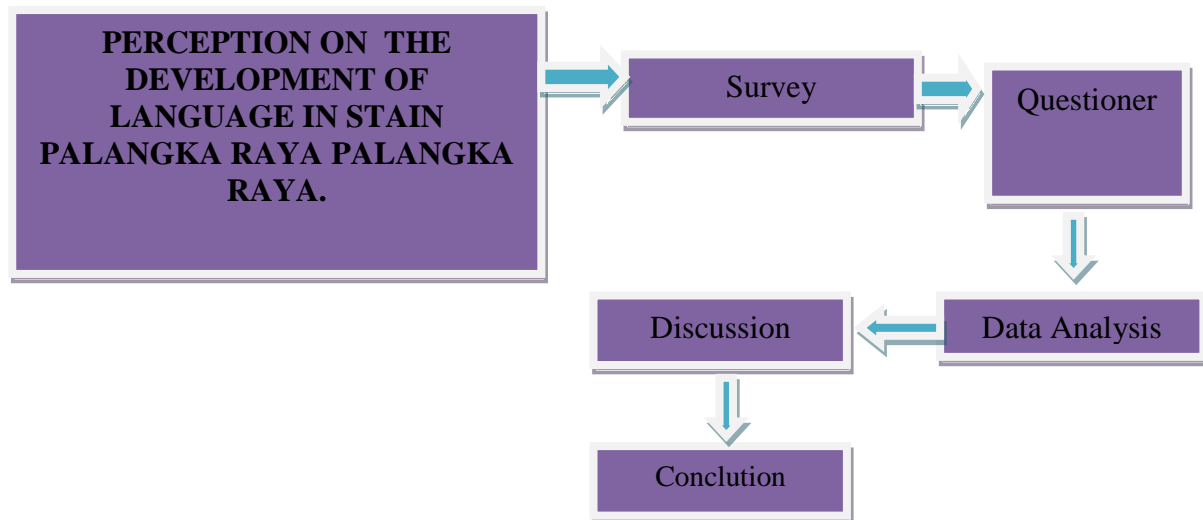 PERCEPTION ON THE
DEVELOPMENT OF
LANGUAGE IN STAIN
PALANGKA RAYA PALANGKA
RAYA.
Survey
Questioner
Data Analysis
Discussion
Conclution